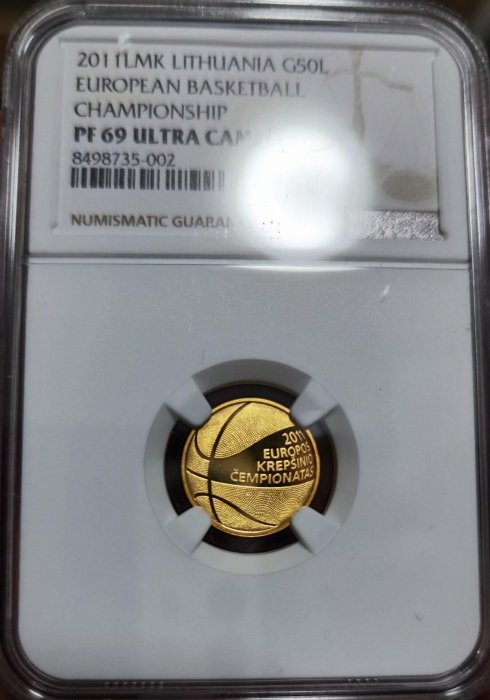 2011LMK LITHUANIA G50L
EUROPEAN BASKETBALL
CHAMPIONSHIP
PF 69 ULTRA
8498735-002
NUMISMATIC
2011
EUROPOS
KREPŠINIO
ČEMPIONATAS